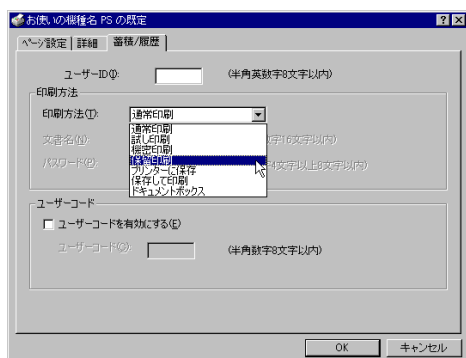 お使いの機種名 PS の既定
ページ設定 詳細 蓄積/履歴
ユーザーID(I): (半角英数字8文字以内)
印刷方法
印刷方法(T): 通常印刷
通常印刷
試し印刷
文書名(N): 数字16文字以内)
機密印刷
保留印刷
パスワード(P): 4文字以上8文字以内)
プリンターに保存
保存して印刷
ドキュメントボックス
ユーザーコード
ユーザーコードを有効にする(E)
ユーザーコード(O): (半角数字8文字以内)
OK キャンセル